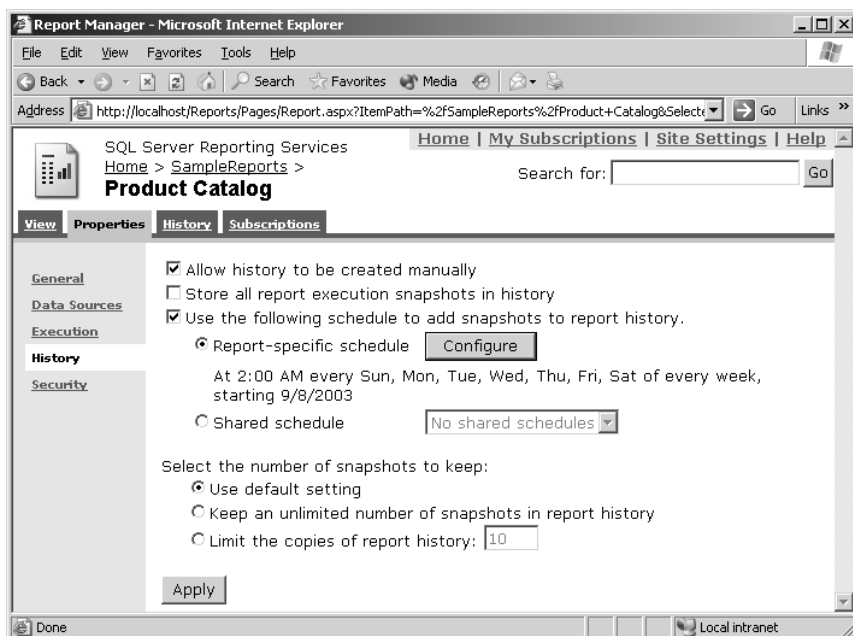 Report Manager - Microsoft Internet Explorer
File Edit View Favorites Tools Help
Back Search Favorites Media
Address http://localhost/Reports/Pages/Report.aspx?ItemPath=%2fSampleReports%2fProduct+Catalog&Selecte Go Links »
Home | My Subscriptions | Site Settings | Help
SQL Server Reporting Services
Home > SampleReports >
Product Catalog
Search for: Go
View Properties History Subscriptions
General
Data Sources
Execution
History
Security
Allow history to be created manually
Store all report execution snapshots in history
Use the following schedule to add snapshots to report history.
Report-specific schedule Configure
At 2:00 AM every Sun, Mon, Tue, Wed, Thu, Fri, Sat of every week,
starting 9/8/2003
Shared schedule No shared schedules
Select the number of snapshots to keep:
Use default setting
Keep an unlimited number of snapshots in report history
Limit the copies of report history: 10
Apply
Done Local intranet